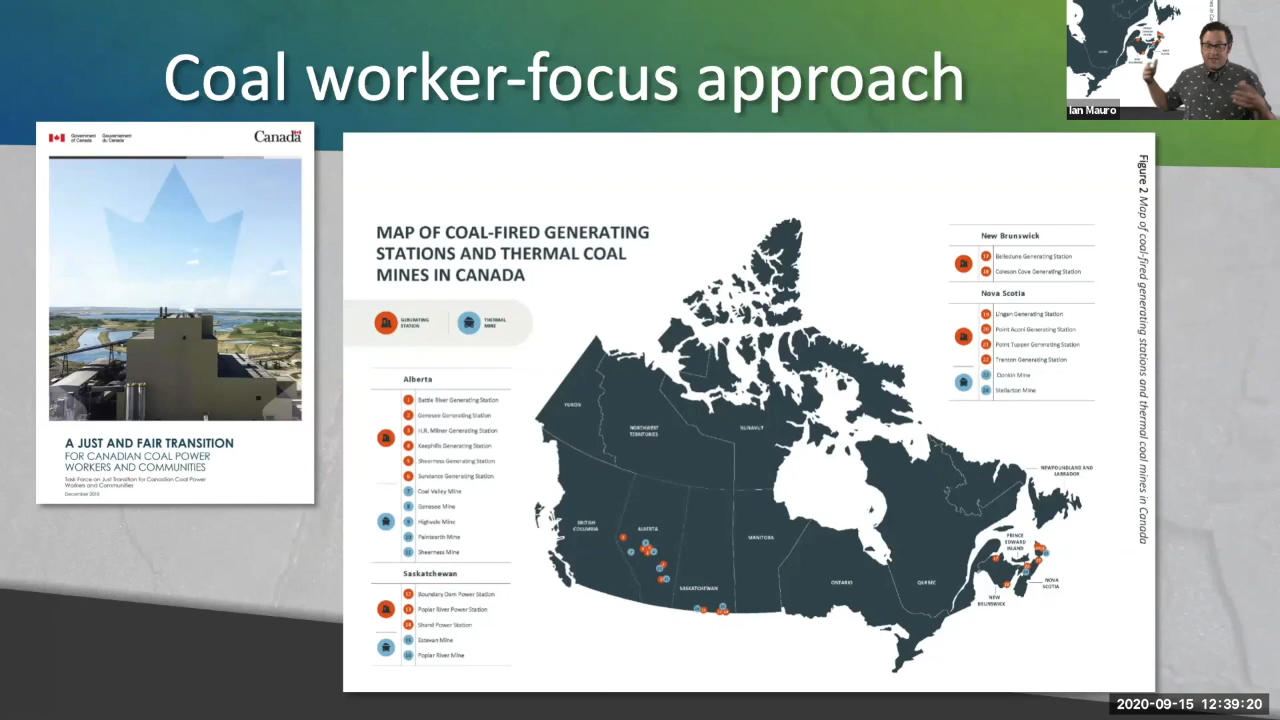 Coal worker-focus approach
Ian Mauro
Government of Canada
Gouvernement du Canada
Canada
A JUST AND FAIR TRANSITION
FOR CANADIAN COAL POWER
WORKERS AND COMMUNITIES
Task Force on Just Transition for Canadian Coal Power
Workers and Communities
December 2018
MAP OF COAL-FIRED GENERATING
STATIONS AND THERMAL COAL
MINES IN CANADA
GENERATING
STATION
THERMAL
MINE
Alberta
1 Battle River Generating Station
2 Genesee Generating Station
3 H.R. Milner Generating Station
4 Keephills Generating Station
5 Sheerness Generating Station
6 Sundance Generating Station
7 Coal Valley Mine
8 Genesee Mine
9 Highvale Mine
10 Paintearth Mine
11 Sheerness Mine
Saskatchewan
12 Boundary Dam Power Station
13 Poplar River Power Station
14 Shand Power Station
15 Estevan Mine
16 Poplar River Mine
New Brunswick
17 Belledune Generating Station
18 Coleson Cove Generating Station
Nova Scotia
19 Lingan Generating Station
20 Point Aconi Generating Station
21 Point Tupper Generating Station
22 Trenton Generating Station
23 Donkin Mine
24 Stellarton Mine
YUKON
NORTHWEST
TERRITORIES
NUNAVUT
BRITISH
COLUMBIA
ALBERTA
SASKATCHEWAN
MANITOBA
ONTARIO
QUEBEC
NEWFOUNDLAND AND
LABRADOR
PRINCE
EDWARD
ISLAND
NOVA
SCOTIA
NEW
BRUNSWICK
Figure 2 Map of coal-fired generating stations and thermal coal mines in Canada
2020-09-15 12:39:20